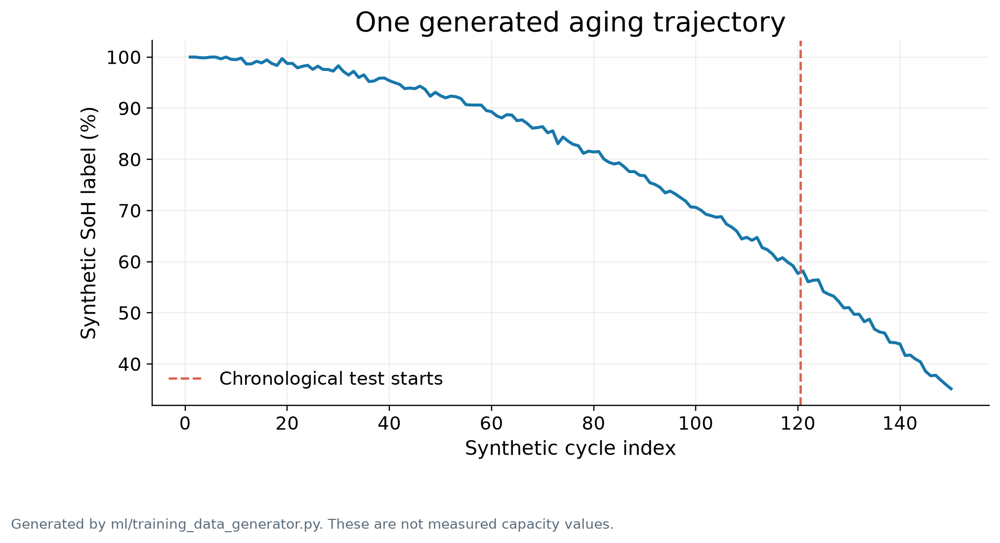 One generated aging trajectory
Synthetic SoH label (%)
100
90
80
70
60
50
40
Chronological test starts
0 20 40 60 80 100 120 140
Synthetic cycle index
Generated by ml/training_data_generator.py. These are not measured capacity values.